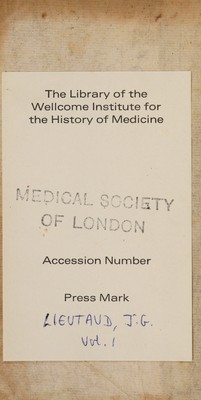 The Library of the
Wellcome Institute for
the History of Medicine
MEDICAL SOCIETY
OF LONDON
Accession Number
Press Mark
LIEUTAUD, J.G.
Vol. 1